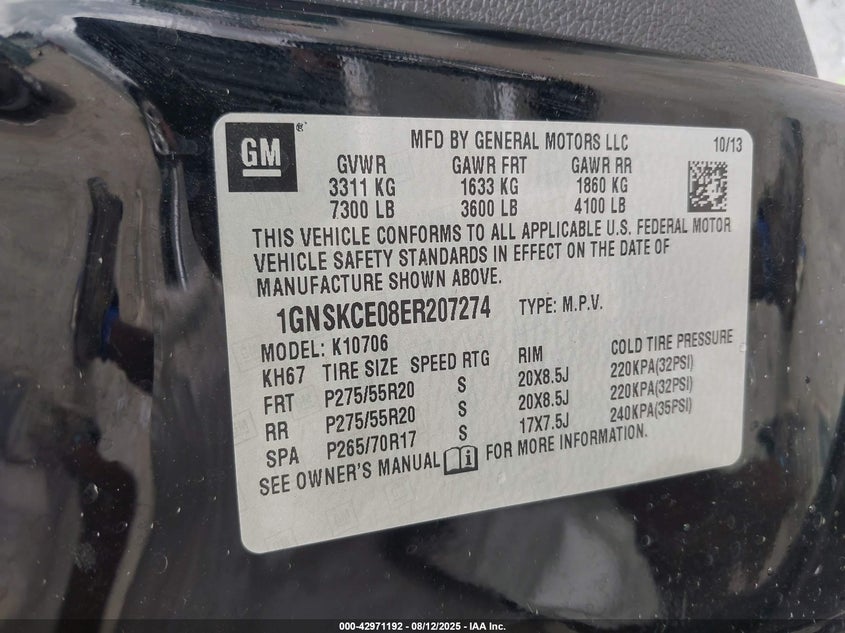 GM® MFD BY GENERAL MOTORS LLC 10/13
GVWR GAWR FRT GAWR RR
3311 KG 1633 KG 1860 KG
7300 LB 3600 LB 4100 LB
THIS VEHICLE CONFORMS TO ALL APPLICABLE U.S. FEDERAL MOTOR
VEHICLE SAFETY STANDARDS IN EFFECT ON THE DATE OF
MANUFACTURE SHOWN ABOVE.
1GNSKCE08ER207274 TYPE: M.P.V.
MODEL: K10706
KH67 TIRE SIZE SPEED RTG RIM COLD TIRE PRESSURE
FRT P275/55R20 S 20X8.5J 220KPA(32PSI)
RR P275/55R20 S 20X8.5J 220KPA(32PSI)
SPA P265/70R17 S 17X7.5J 240KPA(35PSI)
SEE OWNER'S MANUAL i FOR MORE INFORMATION.
000-42971192 - 08/12/2025 - IAA Inc.